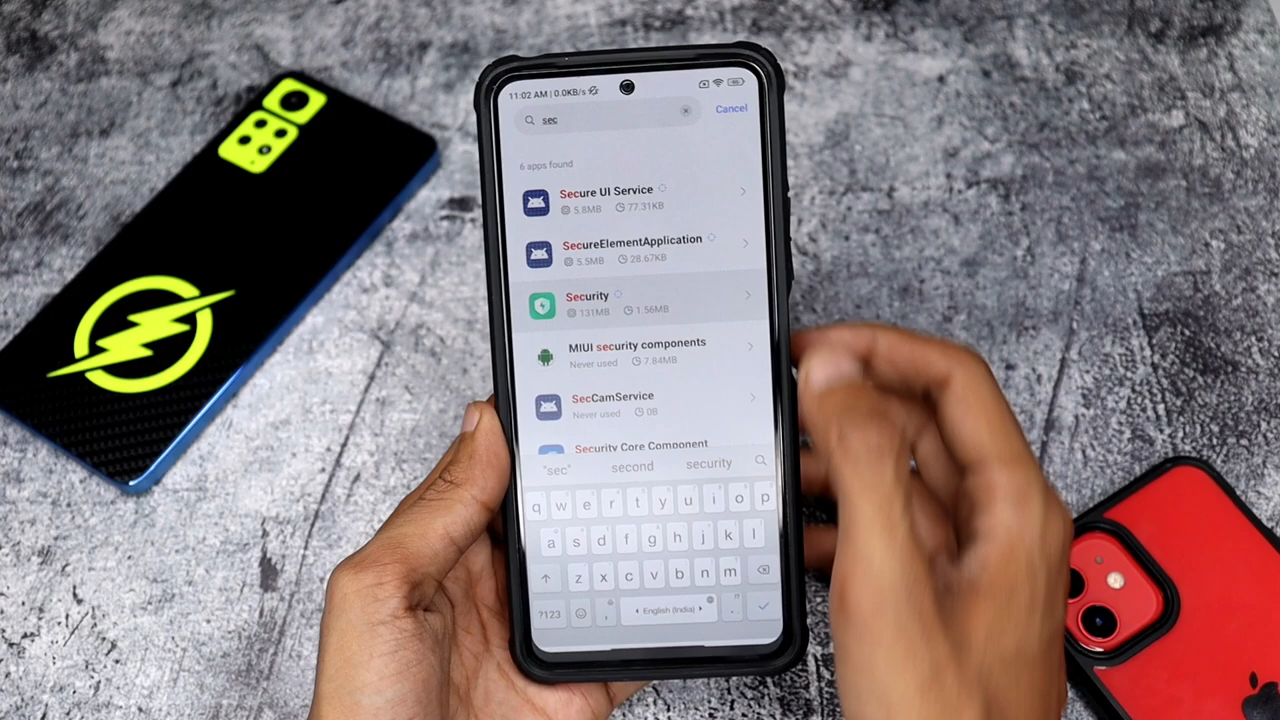 11:02 AM | 0.0KB/s
sec
Cancel
6 apps found
Secure UI Service
5.8MB 77.31KB
SecureElementApplication
5.5MB 28.67KB
Security
131MB 1.56MB
MIUI security components
Never used 7.84MB
SecCamService
Never used 0B
Security Core Component
"sec" second security
q w e r t y u i o p
a s d f g h j k l
z x c v b n m
?123 , English (India) .